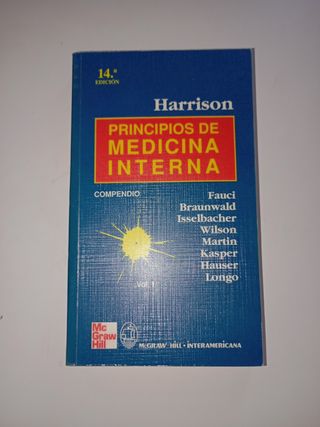 14.ª
EDICIÓN
Harrison
PRINCIPIOS DE
MEDICINA
INTERNA
COMPENDIO
Fauci
Braunwald
Isselbacher
Wilson
Martin
Kasper
Hauser
Longo
Vol. 1
Mc
Graw
Hill
McGRAW-HILL • INTERAMERICANA